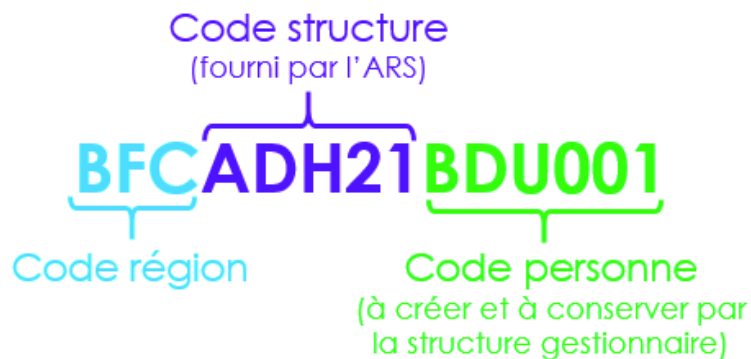 Code structure
(fourni par l'ARS)
BFCADH21BDU001
Code région
Code personne
(à créer et à conserver par
la structure gestionnaire)